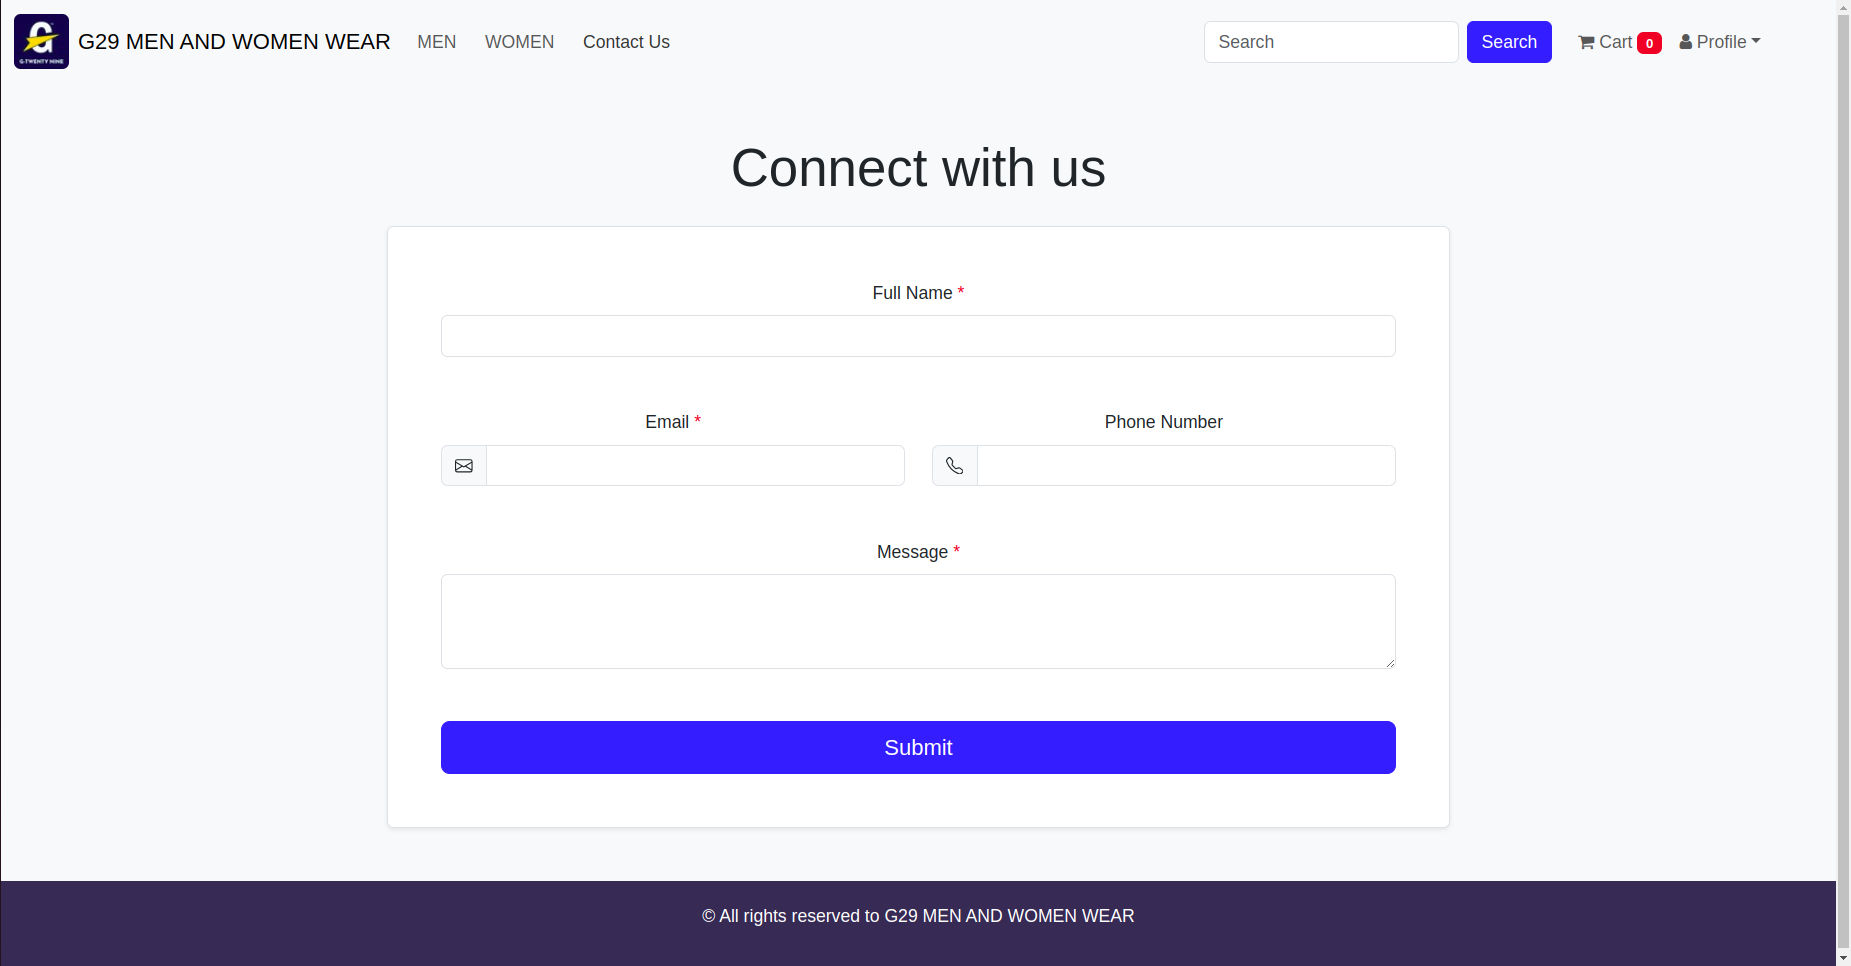 G-TWENTY NINE
G29 MEN AND WOMEN WEAR MEN WOMEN Contact Us Search Search Cart 0 Profile
Connect with us
Full Name *
Email * Phone Number
Message *
Submit
© All rights reserved to G29 MEN AND WOMEN WEAR